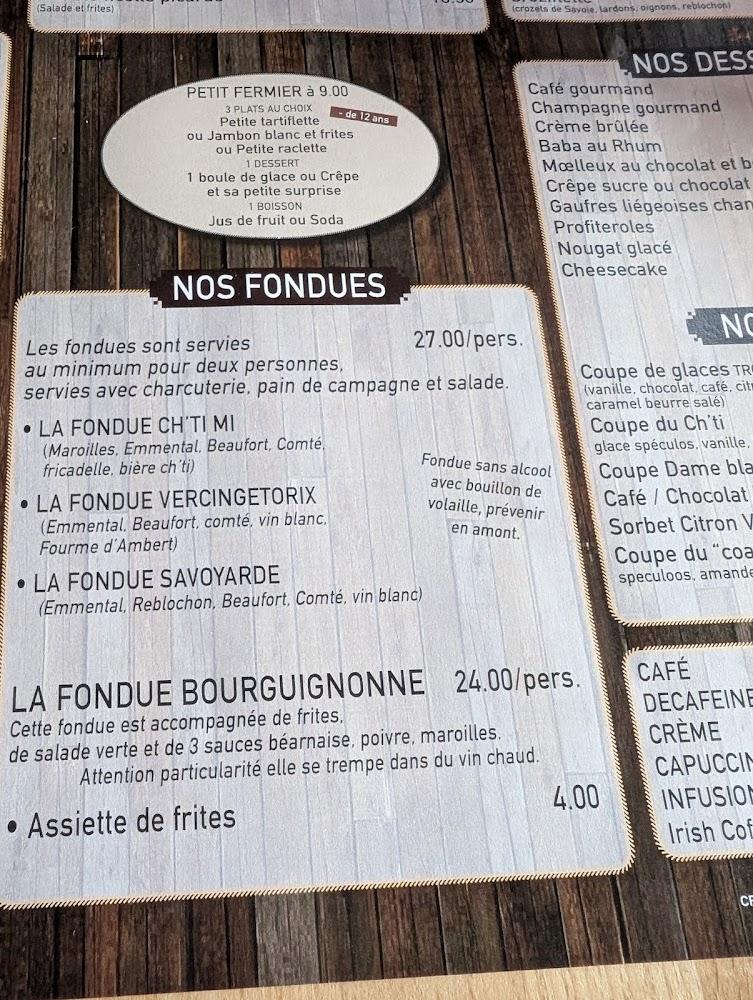 (Salade et frites)
(crozets de Savoie, lardons, oignons, reblochon)
PETIT FERMIER à 9.00
3 PLATS AU CHOIX
- de 12 ans
Petite tartiflette
ou Jambon blanc et frites
ou Petite raclette
1 DESSERT
1 boule de glace ou Crêpe
et sa petite surprise
1 BOISSON
Jus de fruit ou Soda
NOS FONDUES
Les fondues sont servies 27.00/pers.
au minimum pour deux personnes,
servies avec charcuterie, pain de campagne et salade.
• LA FONDUE CH'TI MI
(Maroilles, Emmental, Beaufort, Comté,
fricadelle, bière ch'ti)
• LA FONDUE VERCINGETORIX
(Emmental, Beaufort, comté, vin blanc,
Fourme d'Ambert)
• LA FONDUE SAVOYARDE
(Emmental, Reblochon, Beaufort, Comté, vin blanc)
Fondue sans alcool
avec bouillon de
volaille, prévenir
en amont.
LA FONDUE BOURGUIGNONNE 24.00/pers.
Cette fondue est accompagnée de frites,
de salade verte et de 3 sauces béarnaise, poivre, maroilles.
Attention particularité elle se trempe dans du vin chaud.
• Assiette de frites 4.00
NOS DESS
Café gourmand
Champagne gourmand
Crème brûlée
Baba au Rhum
Mœlleux au chocolat et b
Crêpe sucre ou chocolat
Gaufres liégeoises chan
Profiteroles
Nougat glacé
Cheesecake
NO
Coupe de glaces TR
(vanille, chocolat, café, cit
caramel beurre salé)
Coupe du Ch'ti
glace spéculos, vanille,
Coupe Dame bla
Café / Chocolat
Sorbet Citron V
Coupe du "coa
speculoos, amande
CAFÉ
DECAFEINE
CRÈME
CAPUCCIN
INFUSION
Irish Cof